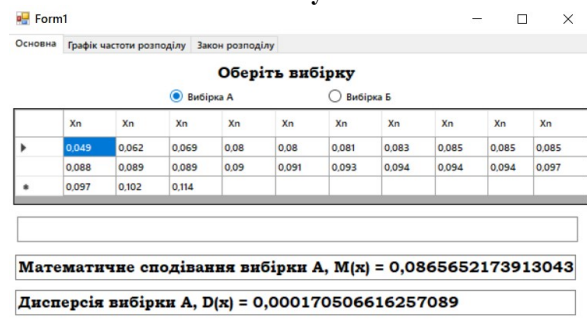 Form1
Основна Графік частоти розподілу Закон розподілу
Оберіть вибірку
Вибірка А Вибірка Б
Xn Xn Xn Xn Xn Xn Xn Xn Xn Xn
0,049 0,062 0,069 0,08 0,08 0,081 0,083 0,085 0,085 0,085
0,088 0,089 0,089 0,09 0,091 0,093 0,094 0,094 0,094 0,097
0,097 0,102 0,114
Математичне сподівання вибірки А, M(x) = 0,0865652173913043
Дисперсія вибірки А, D(x) = 0,000170506616257089